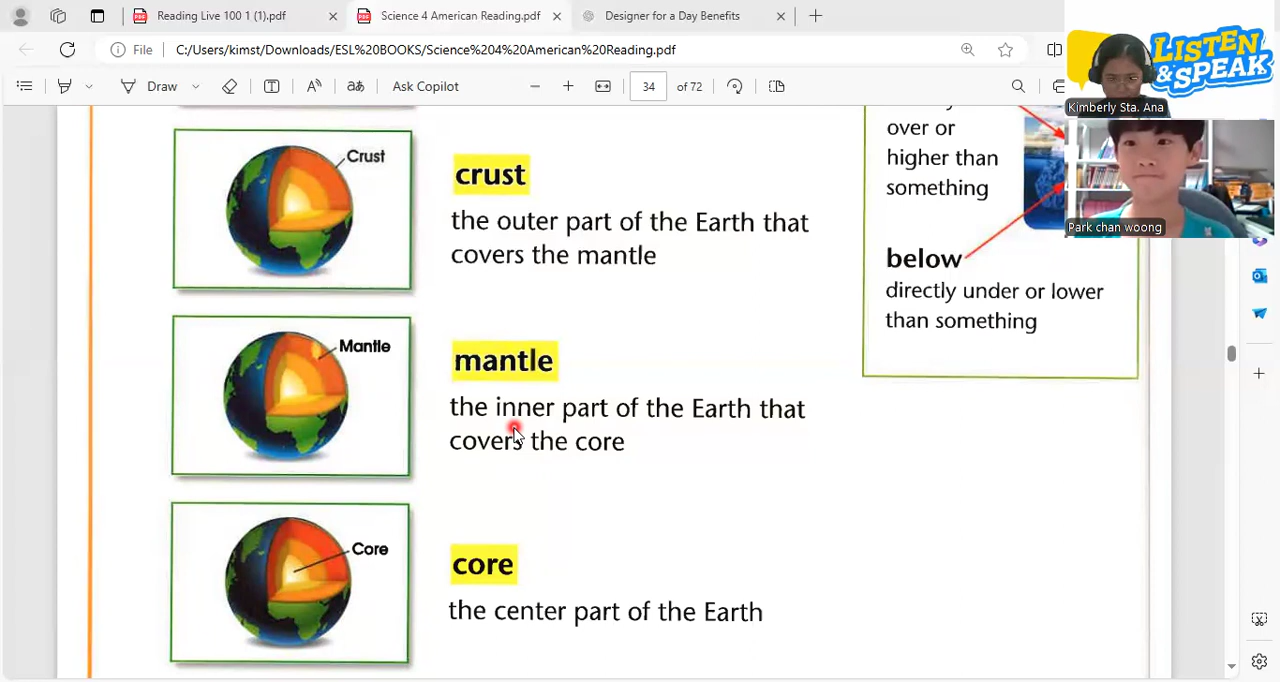 Reading Live 100 1 (1).pdf
Science 4 American Reading.pdf
Designer for a Day Benefits
File
C:/Users/kimst/Downloads/ESL%20BOOKS/Science%204%20American%20Reading.pdf
Draw
Ask Copilot
34
of 72
LISTEN
&SPEAK
Kimberly Sta. Ana
Park chan woong
Crust
crust
the outer part of the Earth that
covers the mantle
Mantle
mantle
the inner part of the Earth that
covers the core
Core
core
the center part of the Earth
over or
higher than
something
below
directly under or lower
than something